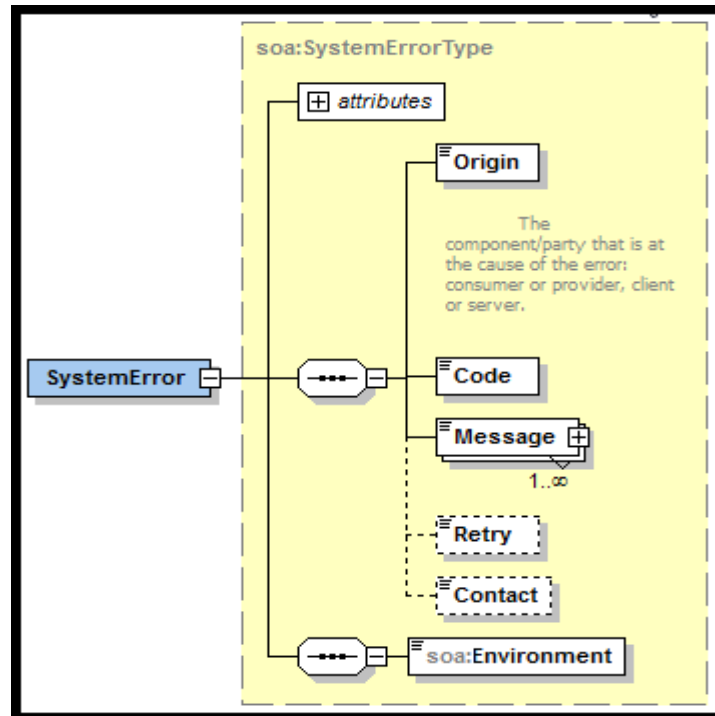 soa:SystemErrorType
attributes
Origin
The
component/party that is at
the cause of the error:
consumer or provider, client
or server.
SystemError
Code
Message
1..∞
Retry
Contact
soa:Environment